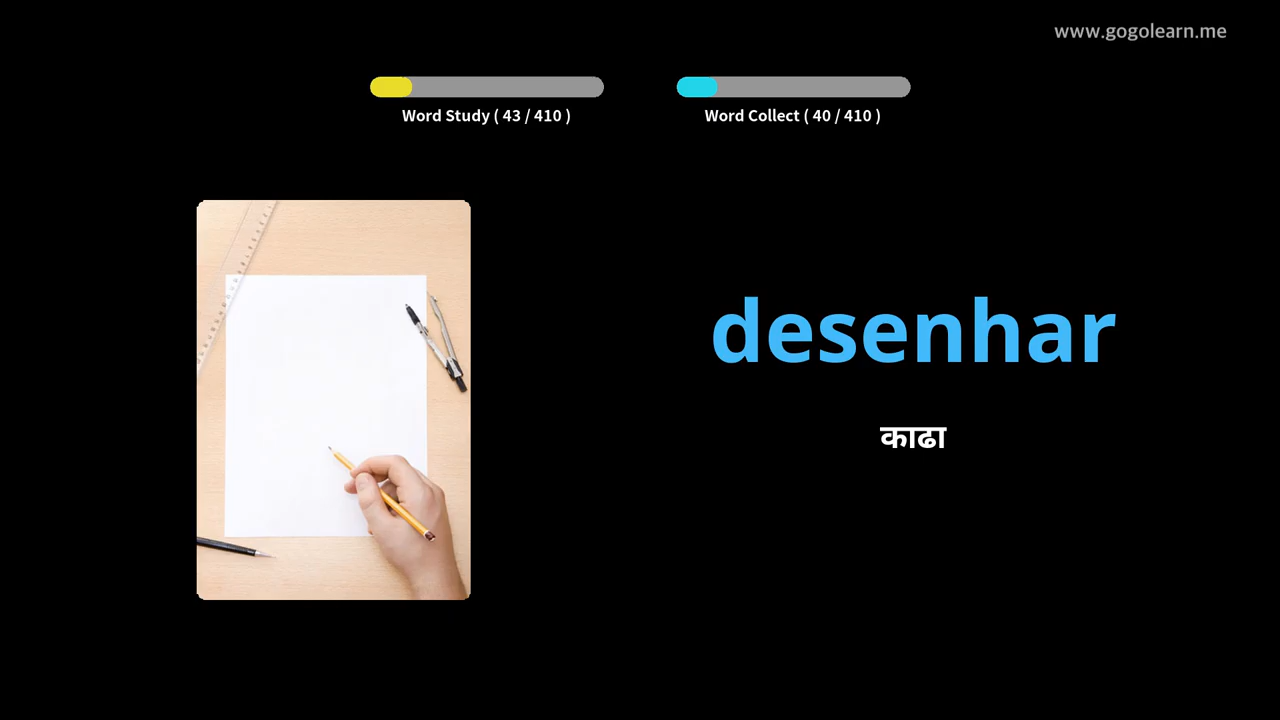 www.gogolearn.me
Word Study ( 43 / 410 )
Word Collect ( 40 / 410 )
desenhar
काढा